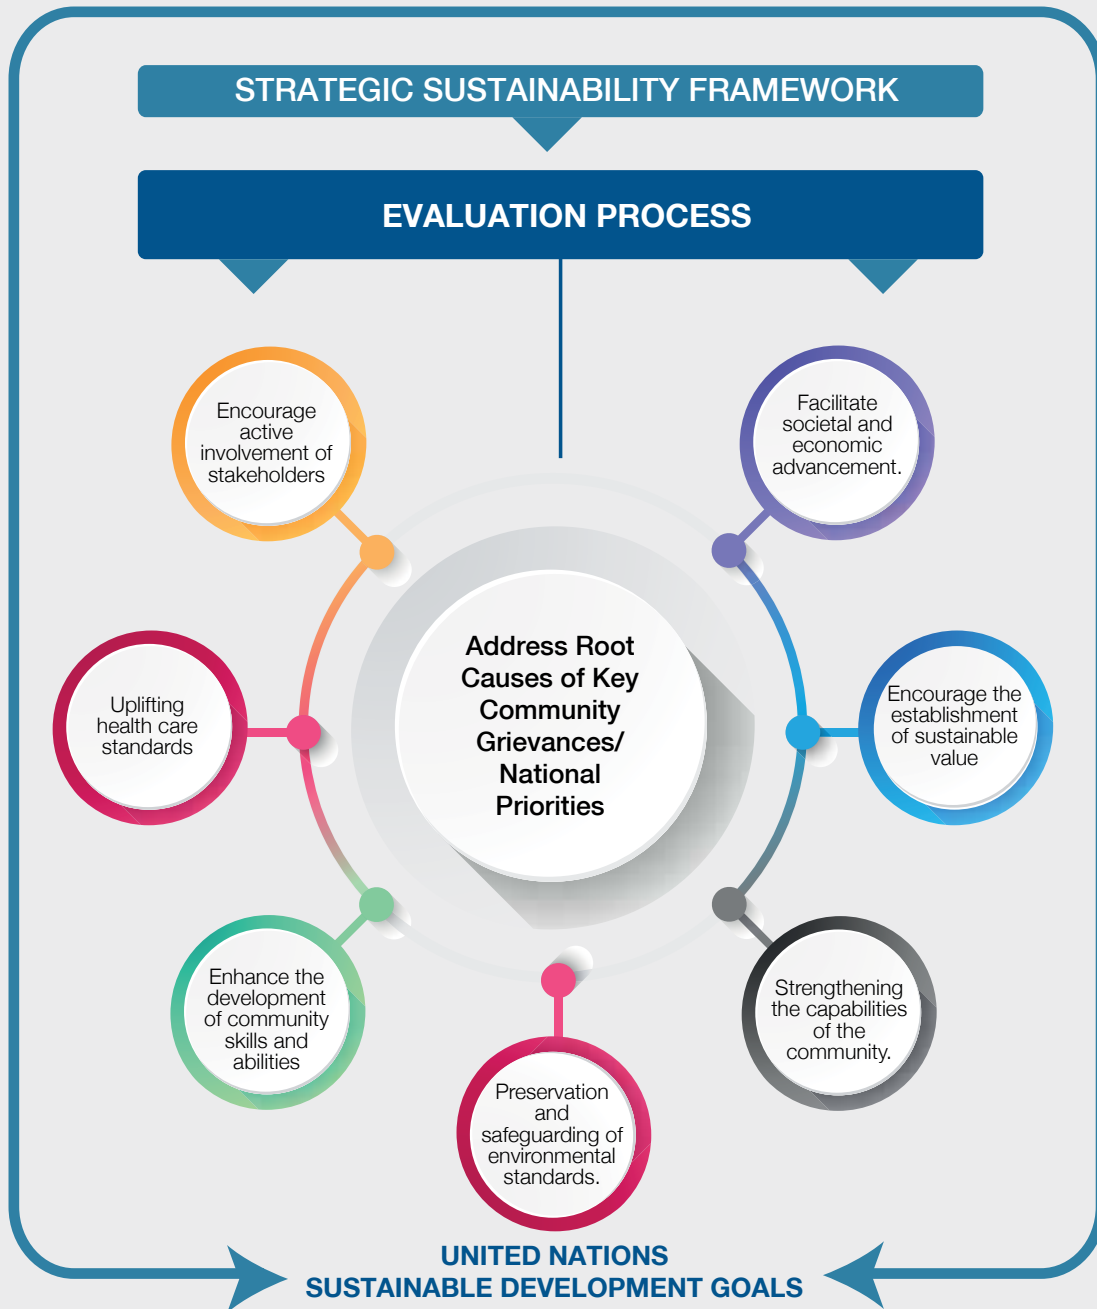 STRATEGIC SUSTAINABILITY FRAMEWORK
EVALUATION PROCESS
Encourage
active
involvement of
stakeholders
Facilitate
societal and
economic
advancement.
Uplifting
health care
standards
Address Root
Causes of Key
Community
Grievances/
National
Priorities
Encourage the
establishment
of sustainable
value
Enhance the
development
of community
skills and
abilities
Strengthening
the capabilities
of the
community.
Preservation
and
safeguarding of
environmental
standards.
UNITED NATIONS
SUSTAINABLE DEVELOPMENT GOALS